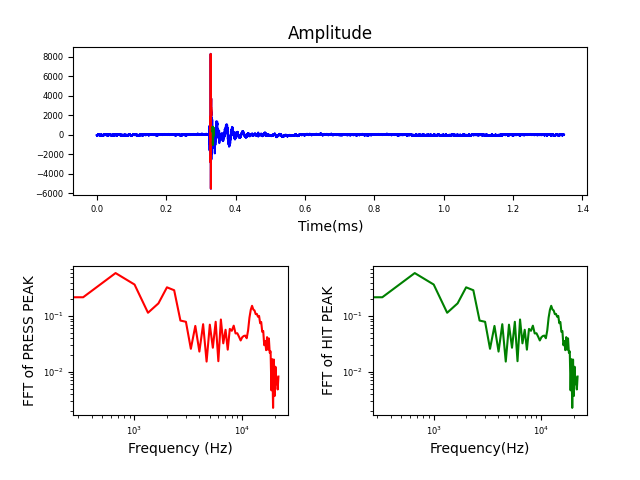 Amplitude
8000
6000
4000
2000
0
−2000
−4000
−6000
0.0 0.2 0.4 0.6 0.8 1.0 1.2 1.4
Time(ms)
FFT of PRESS PEAK
10⁻¹
10⁻²
10³ 10⁴
Frequency (Hz)
FFT of HIT PEAK
10⁻¹
10⁻²
10³ 10⁴
Frequency(Hz)